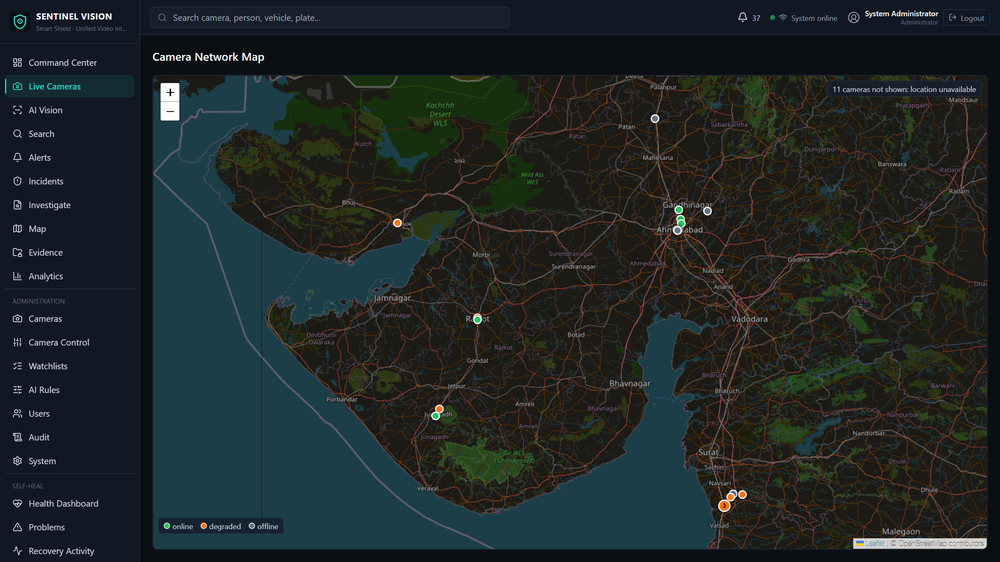 SENTINEL VISION
Smart Shield · Unified Video Int...
Search camera, person, vehicle, plate...
37
System online
System Administrator
Administrator
Logout
Command Center
Live Cameras
AI Vision
Search
Alerts
Incidents
Investigate
Map
Evidence
Analytics
ADMINISTRATION
Cameras
Camera Control
Watchlists
AI Rules
Users
Audit
System
SELF-HEAL
Health Dashboard
Problems
Recovery Activity
Camera Network Map
+
−
11 cameras not shown: location unavailable
Deesa
Palanpur
Mandsaur
Pratapgarh
Kachchh
Desert
WLS
Patan
Sabarkantha
Patan
Kutch
Dungarpur
Mahesana
રાપર
Banswara
Ratlam
Wild Ass
WLS
Ratlam
Bhuj
Gandhinagar
Morbi
Surendranagar
Surendranagar
Ahmedabad
Godhra
Nadiad
Anand
Jamnagar
Jamnagar
Vadodara
Devbhumi
Dwaraka
Botad
Rajkot
Gondal
Bharuch
Bhavnagar
Jetpur
Bharuch
Barwani
Porbandar
Amreli
Bhavnagar
Nandurbar
Amreli
Junagadh
Nandurbar
Gir WLS
ESZ (Proposed)
Surat
Sachin
Dhule
Navsari
Veraval
Dhule
3
Valsad
Malegaon
online
degraded
offline
Leaflet | © OpenStreetMap contributors